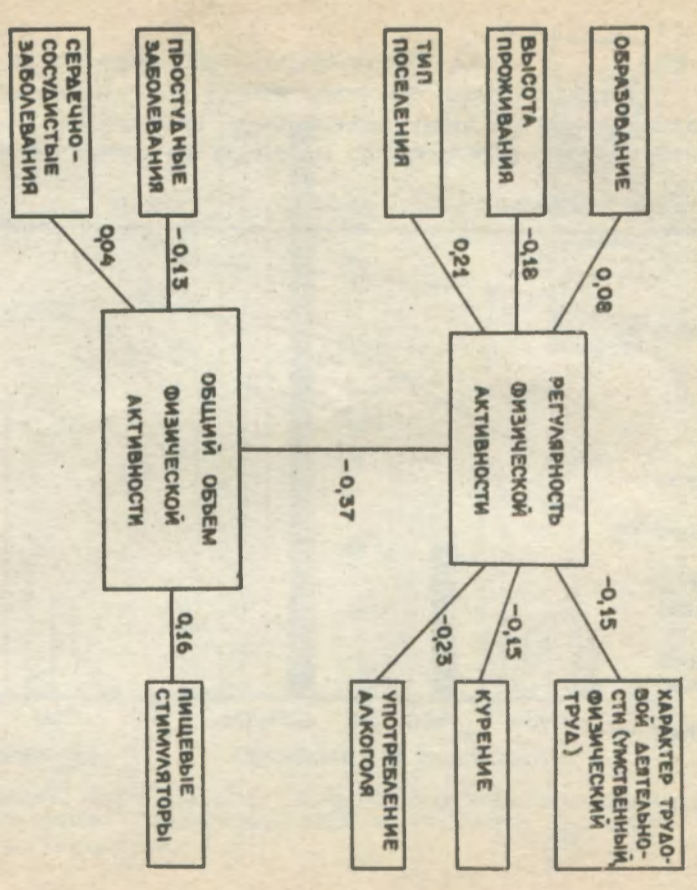 ОБРАЗОВАНИЕ
0,08
ВЫСОТА
ПРОЖИВАНИЯ
-0,18
ТИП
ПОСЕЛЕНИЯ
0,21
РЕГУЛЯРНОСТЬ
ФИЗИЧЕСКОЙ
АКТИВНОСТИ
-0,15
ХАРАКТЕР ТРУДО-
ВОЙ ДЕЯТЕЛЬНО-
СТИ (УМСТВЕННЫЙ,
ФИЗИЧЕСКИЙ
ТРУД)
-0,15
КУРЕНИЕ
-0,23
УПОТРЕБЛЕНИЕ
АЛКОГОЛЯ
-0,37
ПРОСТУДНЫЕ
ЗАБОЛЕВАНИЯ
-0,13
СЕРДЕЧНО-
СОСУДИСТЫЕ
ЗАБОЛЕВАНИЯ
0,04
ОБЩИЙ ОБЪЕМ
ФИЗИЧЕСКОЙ
АКТИВНОСТИ
0,16
ПИЩЕВЫЕ
СТИМУЛЯТОРЫ